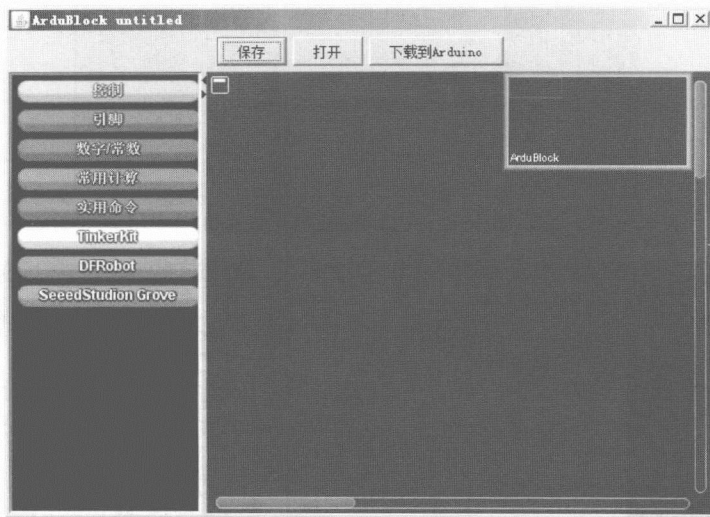 ArduBlock untitled
保存
打开
下载到Arduino
控制
引脚
数字/常数
常用计算
实用命令
TinkerKit
DFRobot
SeeedStudion Grove
ArduBlock